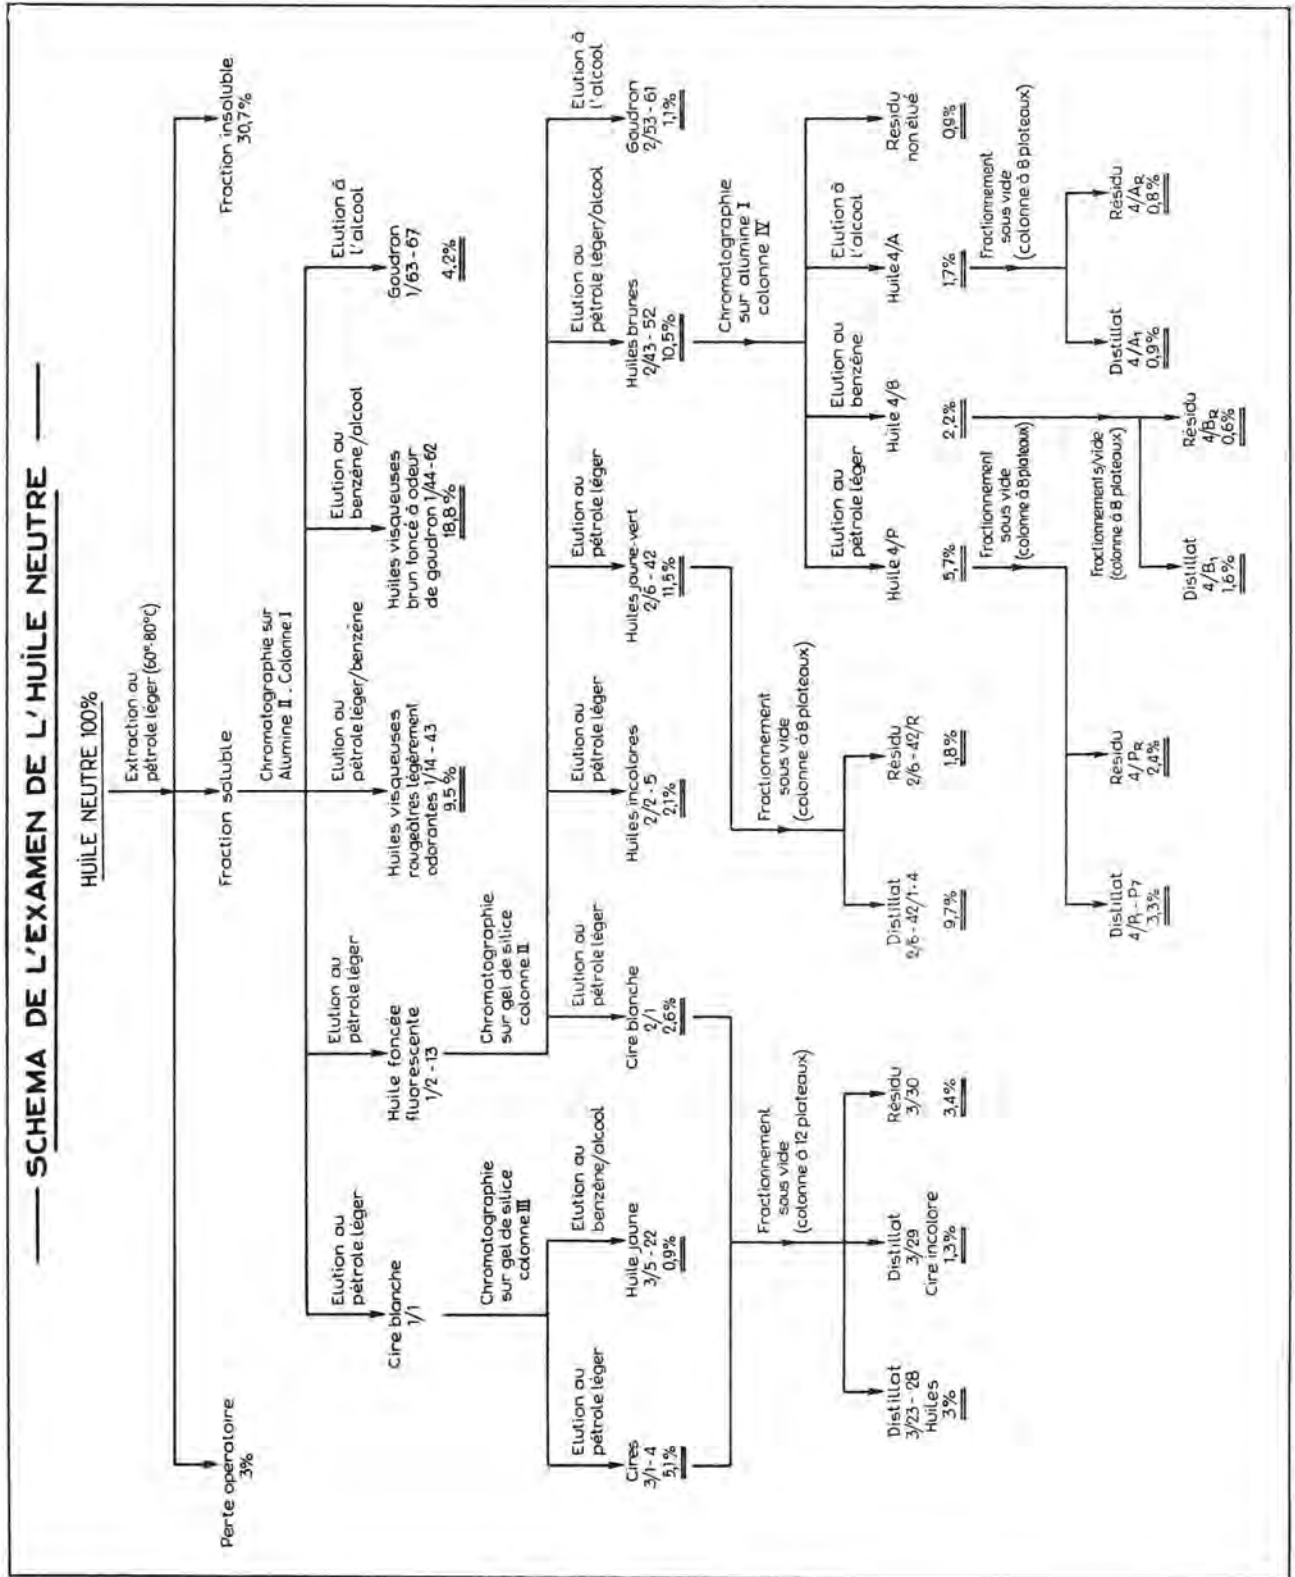 SCHEMA DE L'EXAMEN DE L'HUILE NEUTRE
HUILE NEUTRE 100%
Extraction au
pétrole léger (60°-80°C)
Perte operatoire
3%
Fraction soluble
Fraction insoluble
30,7%
Chromatographie sur
Alumine II - Colonne I
Elution au
pétrole léger
Cire blanche
1/1
Elution au
pétrole léger
Huile foncée
fluorescente
1/2 - 13
Elution au
pétrole léger/benzène
Huiles visqueuses
rougeâtres légèrement
odorantes 1/14 - 43
9,5%
Elution au
benzène/alcool
Huiles visqueuses
brun foncé à odeur
de goudron 1/44-62
18,8%
Elution à
l'alcool
Goudron
1/63 - 67
4,2%
Chromatographie
sur gel de silice
colonne III
Chromatographie
sur gel de silice
colonne II
Elution au
pétrole léger
Cires
3/1 - 4
5,1%
Elution au
benzène/alcool
Huile jaune
3/5 - 22
0,9%
Elution au
pétrole léger
Cire blanche
2/1
2,6%
Elution au
pétrole léger
Huiles incolores
2/2 - 5
2,1%
Elution au
pétrole léger
Huiles jaune-vert
2/6 - 42
11,5%
Elution au
pétrole léger/alcool
Huiles brunes
2/43 - 52
10,5%
Elution à
l'alcool
Goudron
2/53 - 61
1,1%
Fractionnement
sous vide
(colonne à 12 plateaux)
Distillat
3/23 - 28
Huiles
3%
Distillat
3/29
Cire incolore
1,3%
Résidu
3/30
3,4%
Fractionnement
sous vide
(colonne à 8 plateaux)
Distillat
2/6 - 42/1-4
9,7%
Résidu
2/6 - 42/R
1,8%
Chromatographie
sur alumine I
colonne IV
Elution au
pétrole léger
Huile 4/P
5,7%
Elution au
benzène
Huile 4/B
2,2%
Elution à
l'alcool
Huile 4/A
1,7%
Residu
non élué
0,9%
Fractionnement
sous vide
(colonne à 8 plateaux)
Distillat
4/P1 - P7
3,3%
Residu
4/PR
2,4%
Fractionnement s/vide
(colonne à 8 plateaux)
Distillat
4/B1
1,6%
Résidu
4/BR
0,6%
Fractionnement
sous vide
(colonne à 8 plateaux)
Distillat
4/A1
0,9%
Résidu
4/AR
0,8%